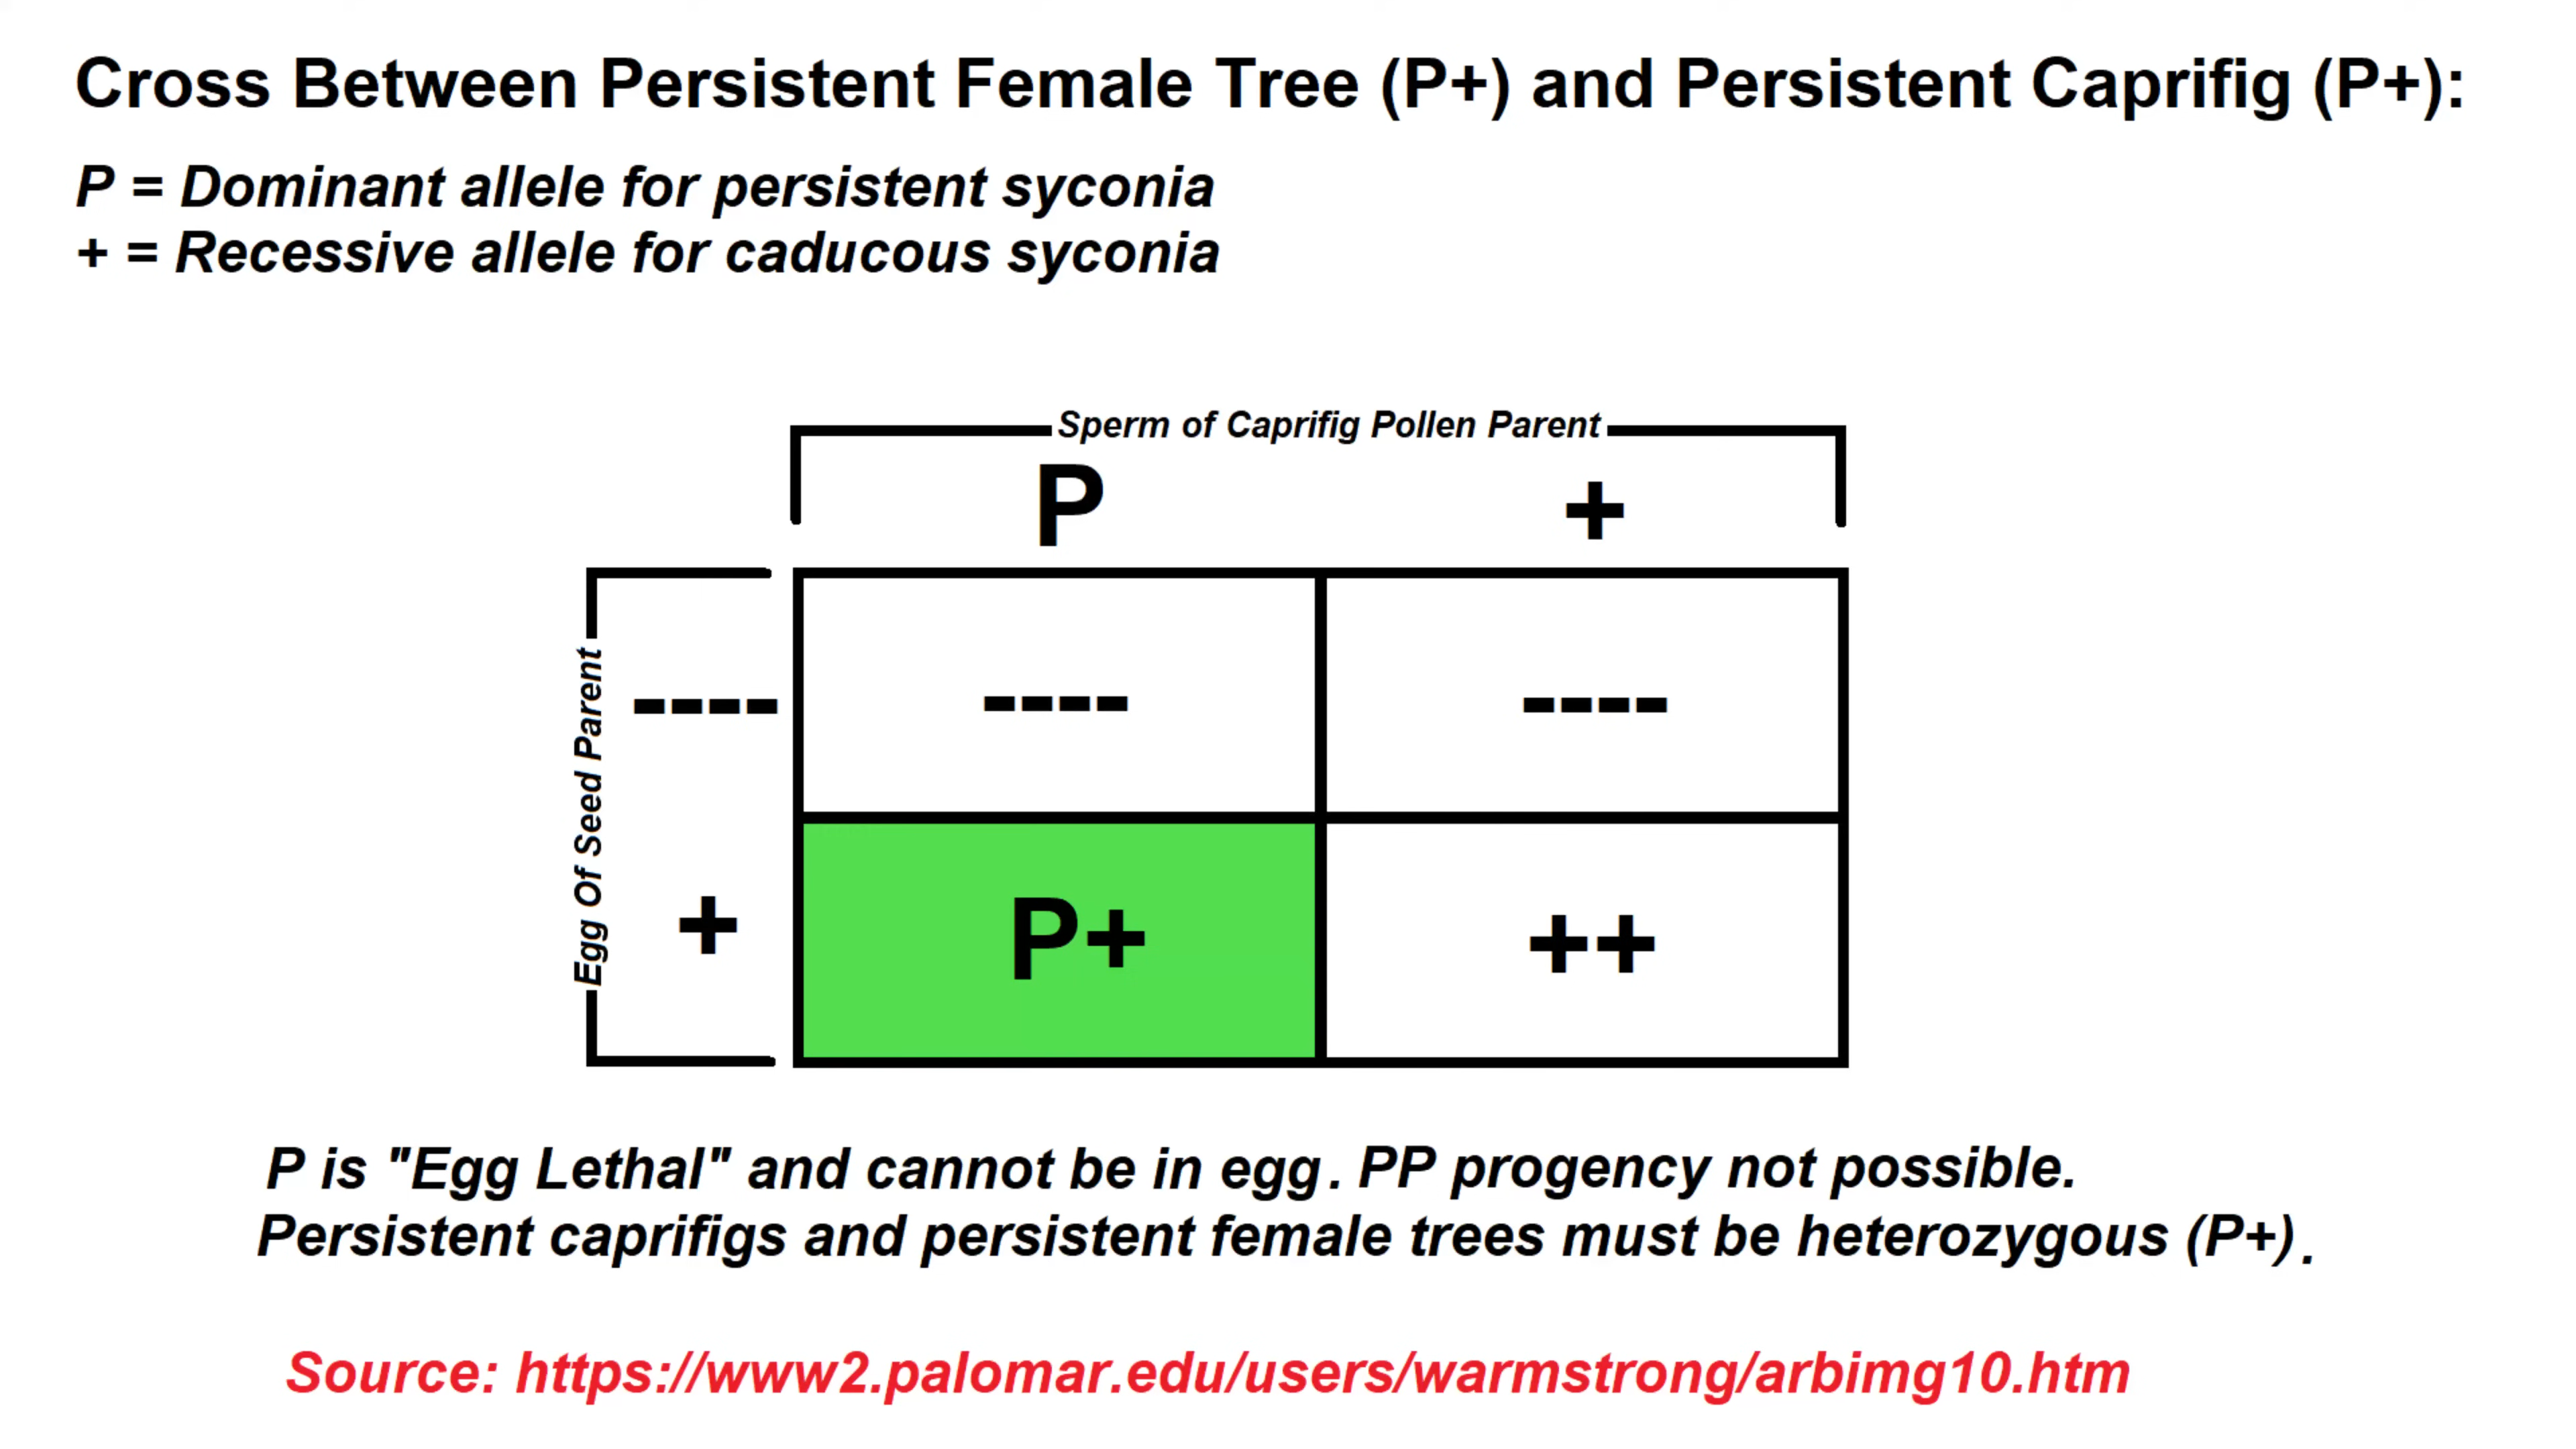 Cross Between Persistent Female Tree (P+) and Persistent Caprifig (P+):
P = Dominant allele for persistent syconia
+ = Recessive allele for caducous syconia
Sperm of Caprifig Pollen Parent
P +
Egg Of Seed Parent
---- ---- ----
+ P+ ++
P is "Egg Lethal" and cannot be in egg. PP progency not possible.
Persistent caprifigs and persistent female trees must be heterozygous (P+).
Source: https://www2.palomar.edu/users/warmstrong/arbimg10.htm